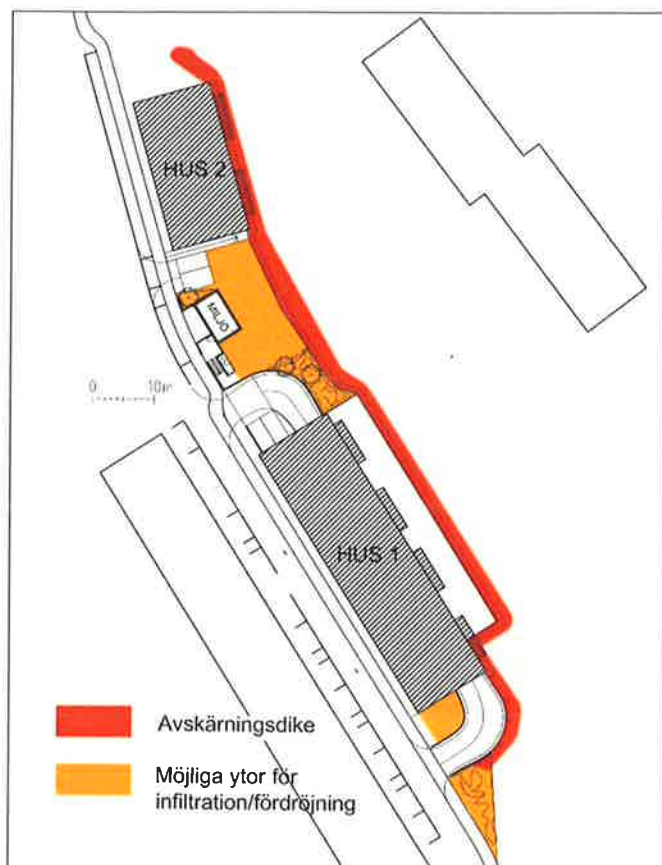 HUS 2
MILJÖ
0 10m
HUS 1
Avskärningsdike
Möjliga ytor för
infiltration/fördröjning